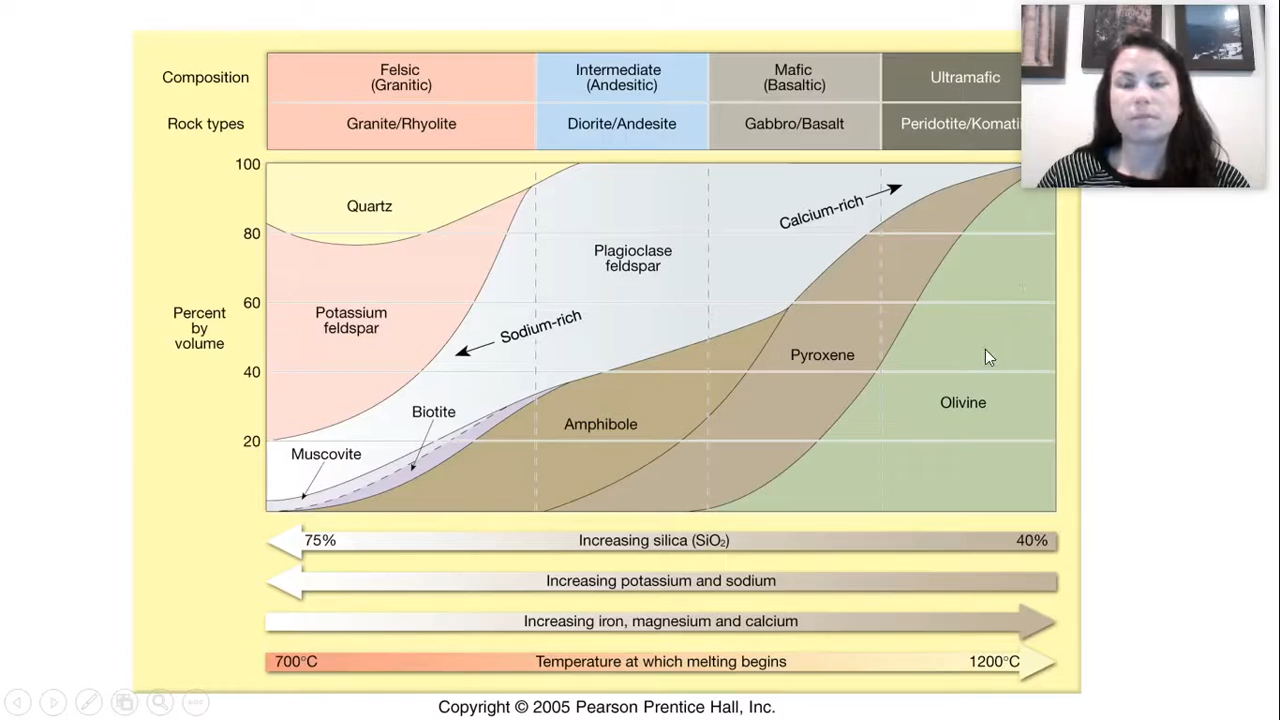 Composition
Felsic
(Granitic)
Intermediate
(Andesitic)
Mafic
(Basaltic)
Ultramafic
Rock types
Granite/Rhyolite
Diorite/Andesite
Gabbro/Basalt
Peridotite/Komati
100
80
60
40
20
Percent
by
volume
Quartz
Potassium
feldspar
Plagioclase
feldspar
Calcium-rich
Sodium-rich
Biotite
Muscovite
Amphibole
Pyroxene
Olivine
75% Increasing silica (SiO₂) 40%
Increasing potassium and sodium
Increasing iron, magnesium and calcium
700°C Temperature at which melting begins 1200°C
Copyright © 2005 Pearson Prentice Hall, Inc.